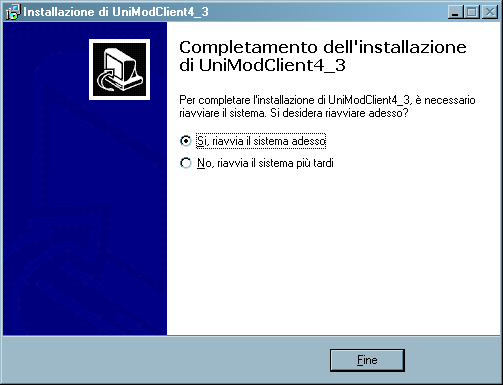 Installazione di UniModClient4_3
Completamento dell'installazione
di UniModClient4_3
Per completare l'installazione di UniModClient4_3, è necessario
riavviare il sistema. Si desidera riavviare adesso?
Sì, riavvia il sistema adesso
No, riavvia il sistema più tardi
Fine